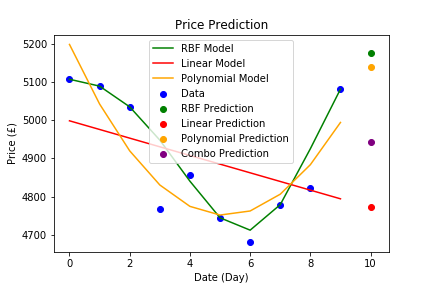 Price Prediction
5200
5100
5000
4900
4800
4700
Price (£)
RBF Model
Linear Model
Polynomial Model
Data
RBF Prediction
Linear Prediction
Polynomial Prediction
Combo Prediction
0
2
4
6
8
10
Date (Day)